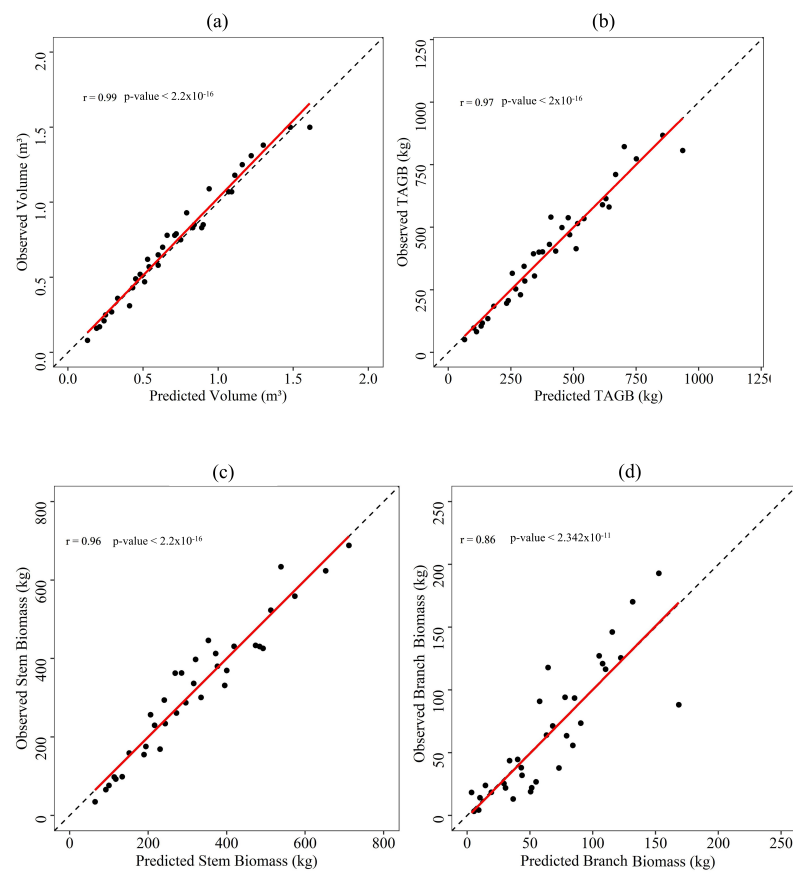 (a)
2.0
1.5
1.0
0.5
0.0
Observed Volume (m³)
r = 0.99 p-value < 2.2x10-16
0.0 0.5 1.0 1.5 2.0
Predicted Volume (m³)
(b)
1250
1000
750
500
250
0
Observed TAGB (kg)
r = 0.97 p-value < 2x10-16
0 250 500 750 1000 125
Predicted TAGB (kg)
(c)
800
600
400
200
0
Observed Stem Biomass (kg)
r = 0.96 p-value < 2.2x10-16
0 200 400 600 800
Predicted Stem Biomass (kg)
(d)
250
200
150
100
50
0
Observed Branch Biomass (kg)
r = 0.86 p-value < 2.342x10-11
0 50 100 150 200 250
Predicted Branch Biomass (kg)